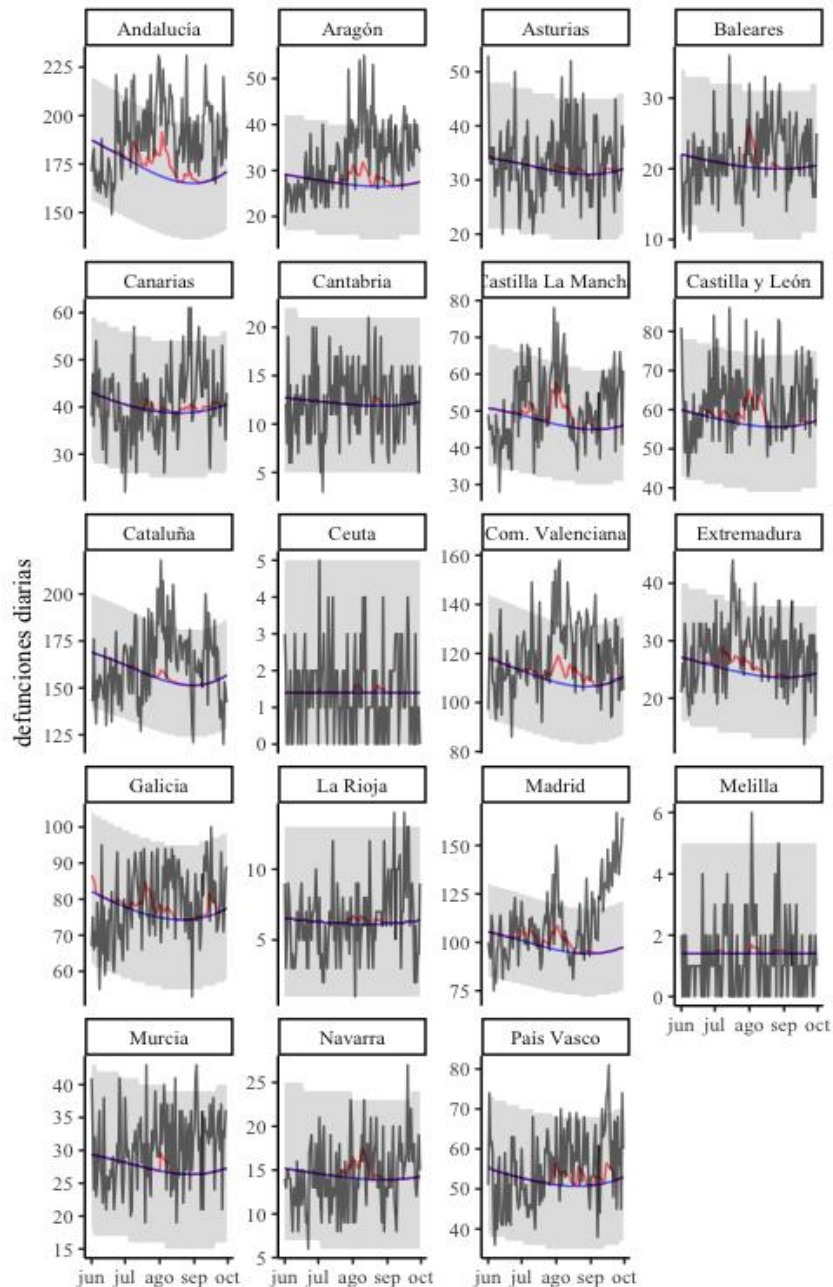 Andalucía Aragón Asturias Baleares
225 200 175 150
50 40 30 20
50 40 30 20
30 20 10
Canarias Cantabria Castilla La Manch Castilla y León
60 50 40 30
20 15 10 5
80 70 60 50 40 30
80 70 60 50 40
Cataluña Ceuta Com. Valenciana Extremadura
200 175 150 125
5 4 3 2 1 0
160 140 120 100 80
40 30 20
defunciones diarias
Galicia La Rioja Madrid Melilla
100 90 80 70 60
10 5
150 125 100 75
6 4 2 0
jun jul ago sep oct
Murcia Navarra País Vasco
40 35 30 25 20 15
25 20 15 10 5
80 70 60 50 40
jun jul ago sep oct jun jul ago sep oct jun jul ago sep oct